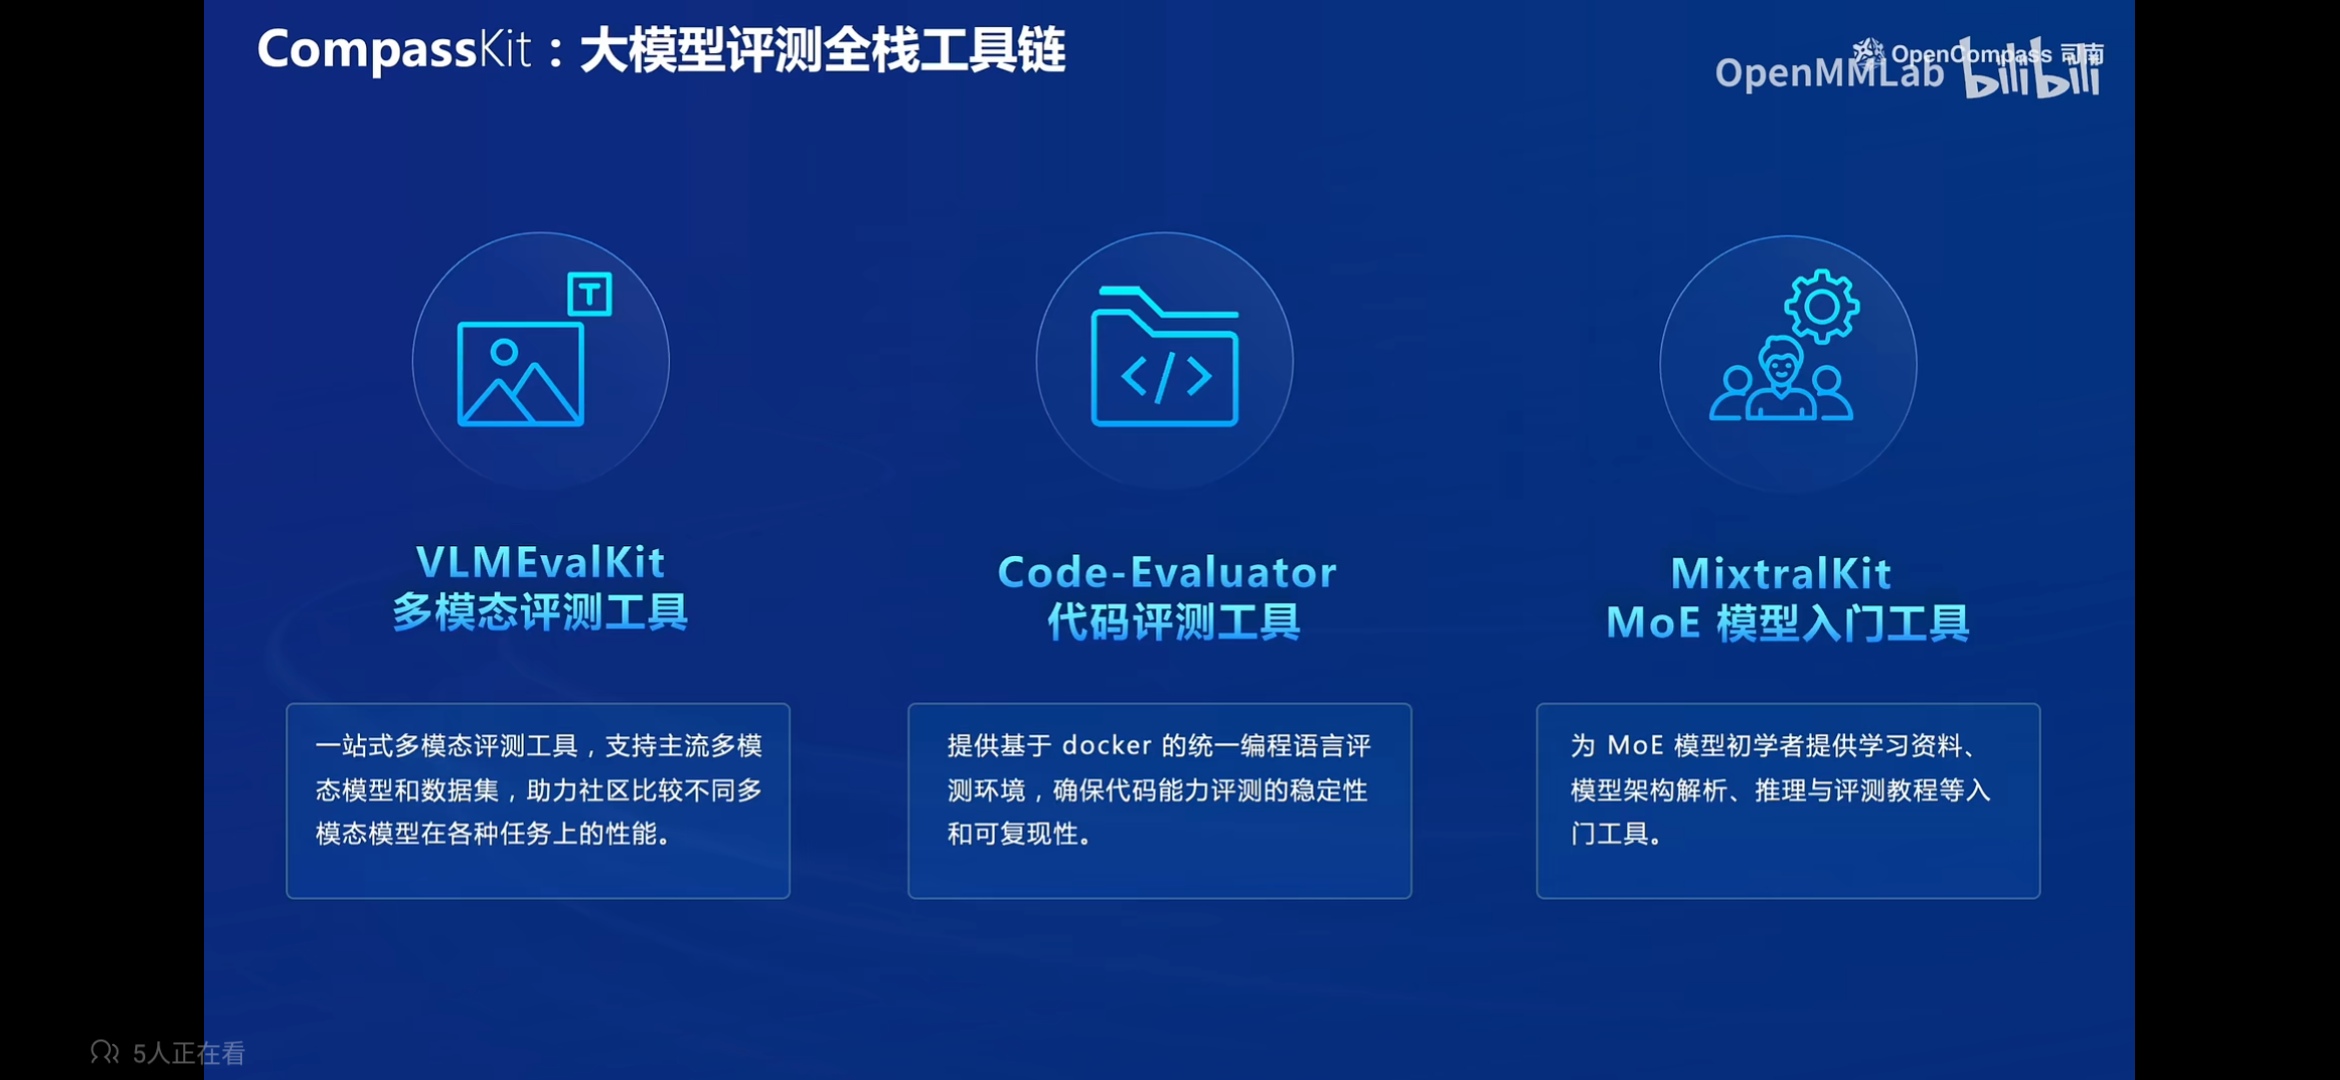 CompassKit：大模型评测全栈工具链
OpenCompass 司南
OpenMMLab bilibili
T
</>
VLMEvalKit
多模态评测工具
一站式多模态评测工具，支持主流多模
态模型和数据集，助力社区比较不同多
模态模型在各种任务上的性能。
Code-Evaluator
代码评测工具
提供基于 docker 的统一编程语言评
测环境，确保代码能力评测的稳定性
和可复现性。
MixtralKit
MoE 模型入门工具
为 MoE 模型初学者提供学习资料、
模型架构解析、推理与评测教程等入
门工具。
5人正在看